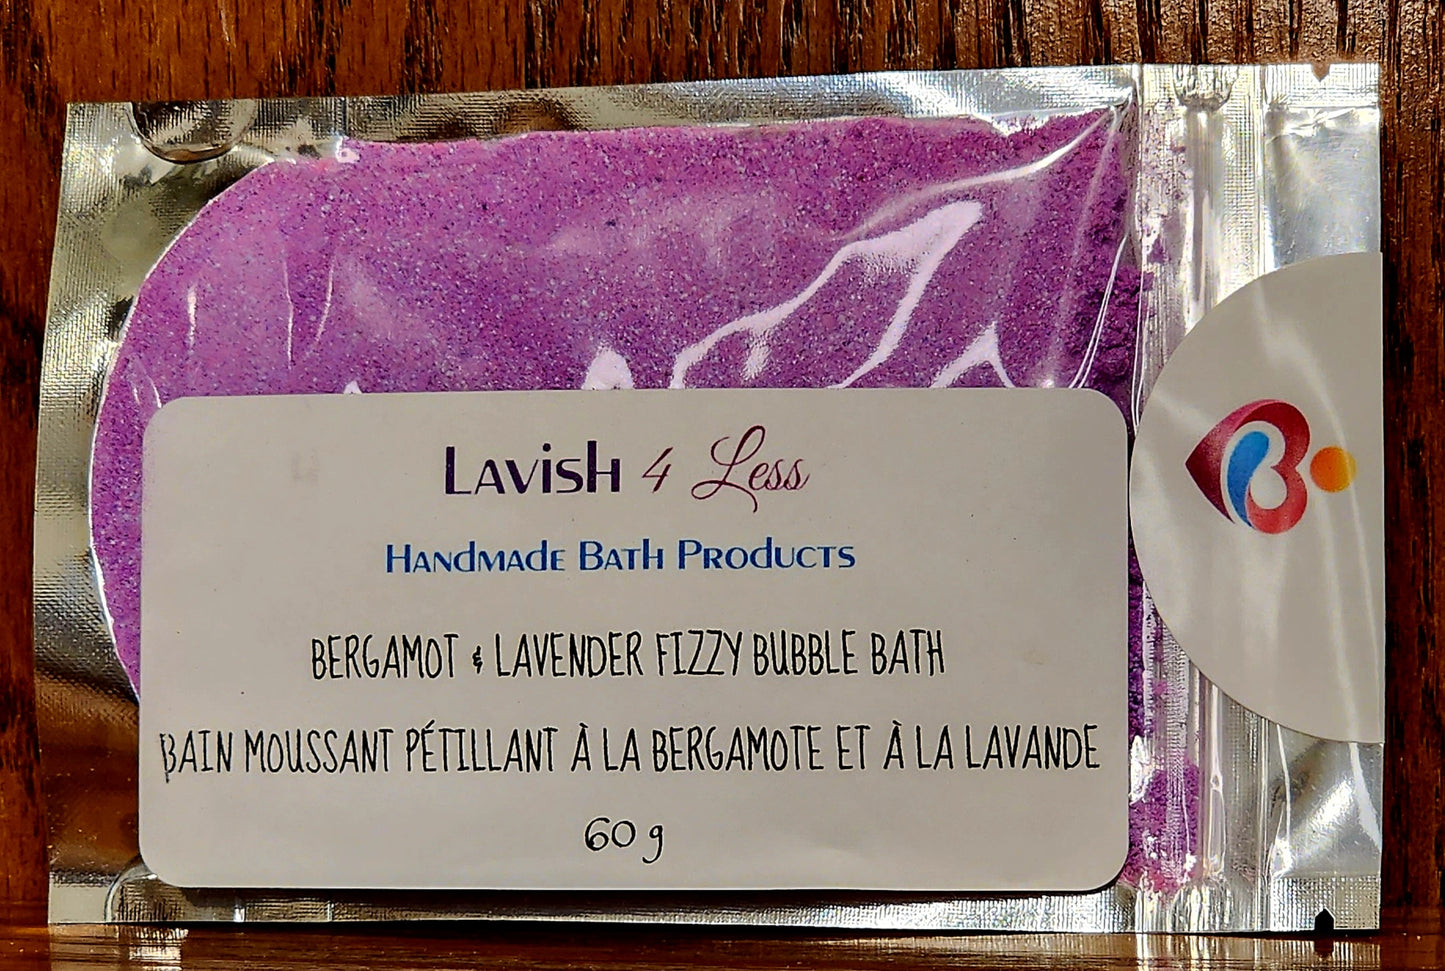 Lavish 4 Less
Handmade Bath Products
BERGAMOT & LAVENDER FIZZY BUBBLE BATH
BAIN MOUSSANT PÉTILLANT À LA BERGAMOTE ET À LA LAVANDE
60 g